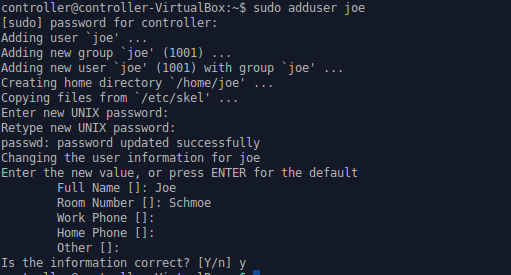 controller@controller-VirtualBox:~$ sudo adduser joe
[sudo] password for controller:
Adding user `joe' ...
Adding new group `joe' (1001) ...
Adding new user `joe' (1001) with group `joe' ...
Creating home directory `/home/joe' ...
Copying files from `/etc/skel' ...
Enter new UNIX password:
Retype new UNIX password:
passwd: password updated successfully
Changing the user information for joe
Enter the new value, or press ENTER for the default
Full Name []: Joe
Room Number []: Schmoe
Work Phone []:
Home Phone []:
Other []:
Is the information correct? [Y/n] y